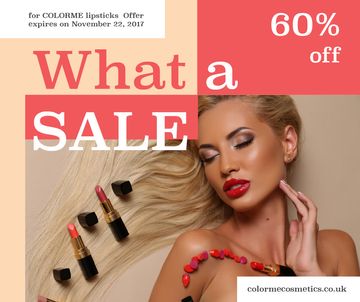 for COLORME lipsticks Offer
expires on November 22, 2017
60%
off
What a
SALE
colormecosmetics.co.uk